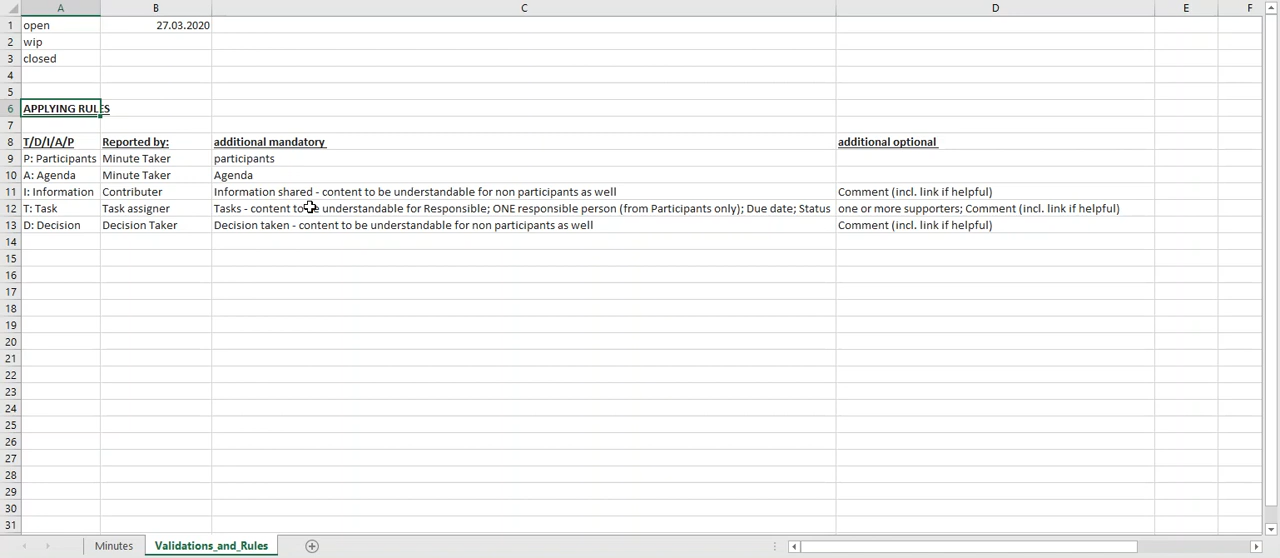 A B C D E F
1 open 27.03.2020
2 wip
3 closed
4
5
6 APPLYING RULES
7
8 T/D/I/A/P Reported by: additional mandatory additional optional
9 P: Participants Minute Taker participants
10 A: Agenda Minute Taker Agenda
11 I: Information Contributer Information shared - content to be understandable for non participants as well Comment (incl. link if helpful)
12 T: Task Task assigner Tasks - content to be understandable for Responsible; ONE responsible person (from Participants only); Due date; Status one or more supporters; Comment (incl. link if helpful)
13 D: Decision Decision Taker Decision taken - content to be understandable for non participants as well Comment (incl. link if helpful)
14
15
16
17
18
19
20
21
22
23
24
25
26
27
28
29
30
31
Minutes Validations_and_Rules